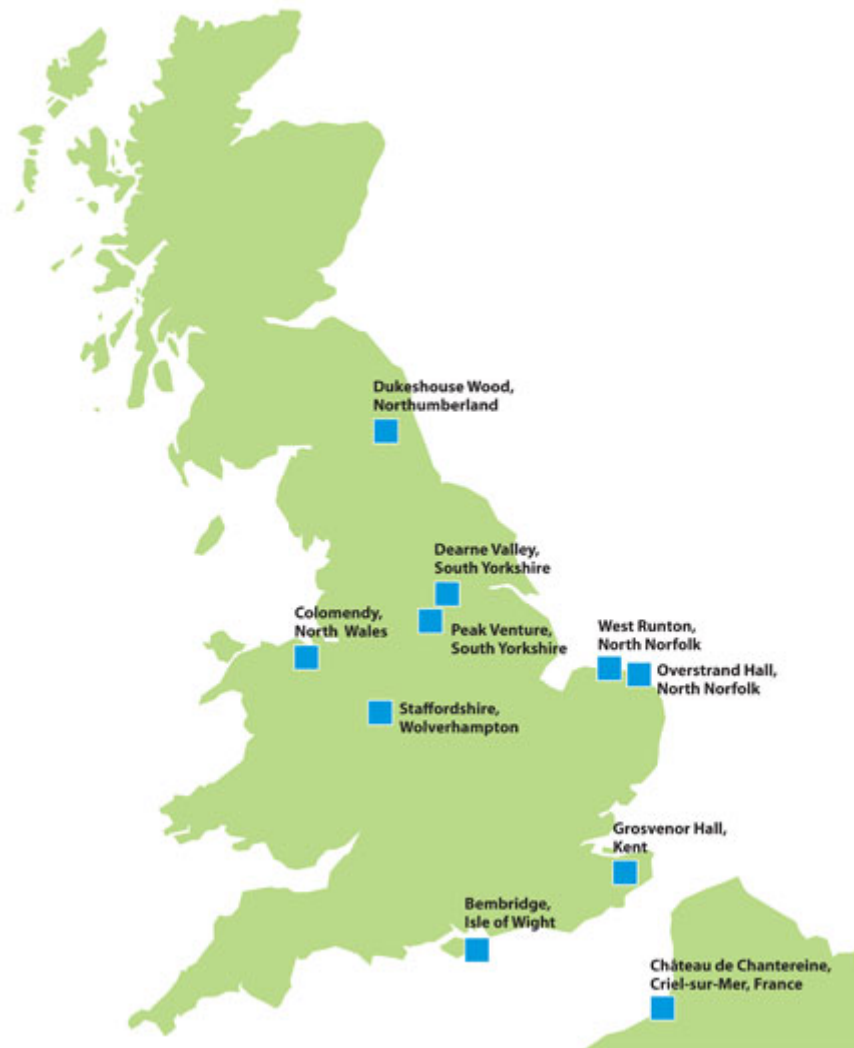 Dukeshouse Wood,
Northumberland
Dearne Valley,
South Yorkshire
Colomendy,
North Wales
Peak Venture,
South Yorkshire
West Runton,
North Norfolk
Overstrand Hall,
North Norfolk
Staffordshire,
Wolverhampton
Grosvenor Hall,
Kent
Bembridge,
Isle of Wight
Château de Chantereine,
Criel-sur-Mer, France